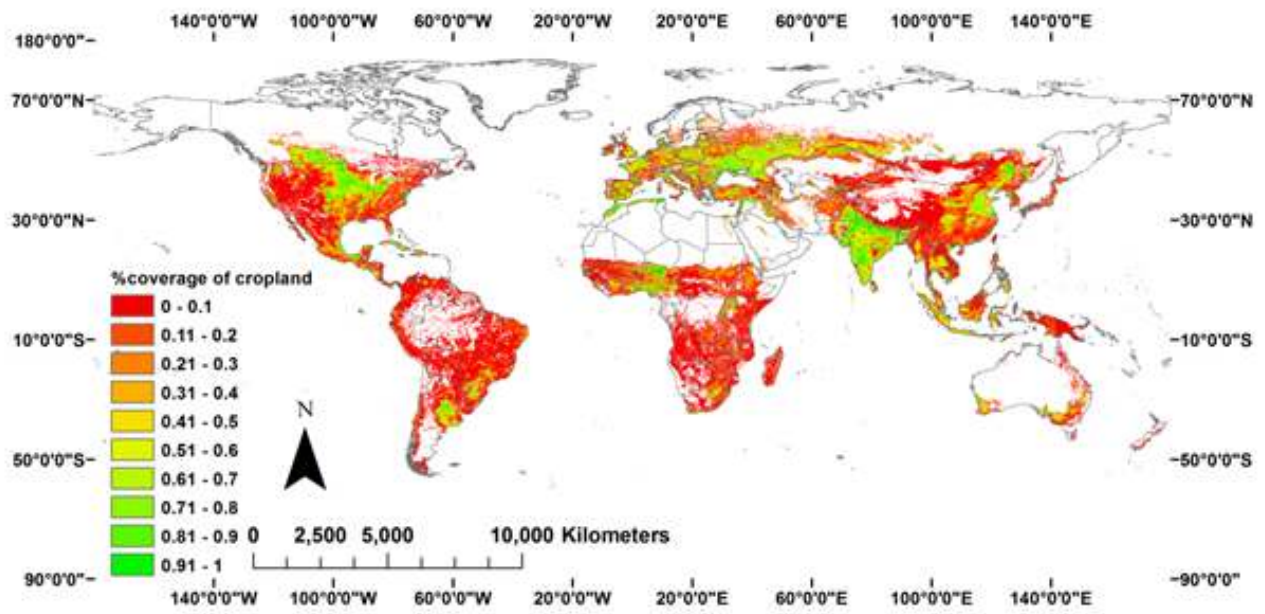 140°0'0"W 100°0'0"W 60°0'0"W 20°0'0"W 20°0'0"E 60°0'0"E 100°0'0"E 140°0'0"E
180°0'0"
70°0'0"N 70°0'0"N
30°0'0"N 30°0'0"N
%coverage of cropland
0 - 0.1
0.11 - 0.2
10°0'0"S 10°0'0"S
0.21 - 0.3
0.31 - 0.4
N
0.41 - 0.5
0.51 - 0.6
50°0'0"S 50°0'0"S
0.61 - 0.7
0.71 - 0.8
0.81 - 0.9
0 2,500 5,000 10,000 Kilometers
0.91 - 1
90°0'0" 90°0'0"
140°0'0"W 100°0'0"W 60°0'0"W 20°0'0"W 20°0'0"E 60°0'0"E 100°0'0"E 140°0'0"E